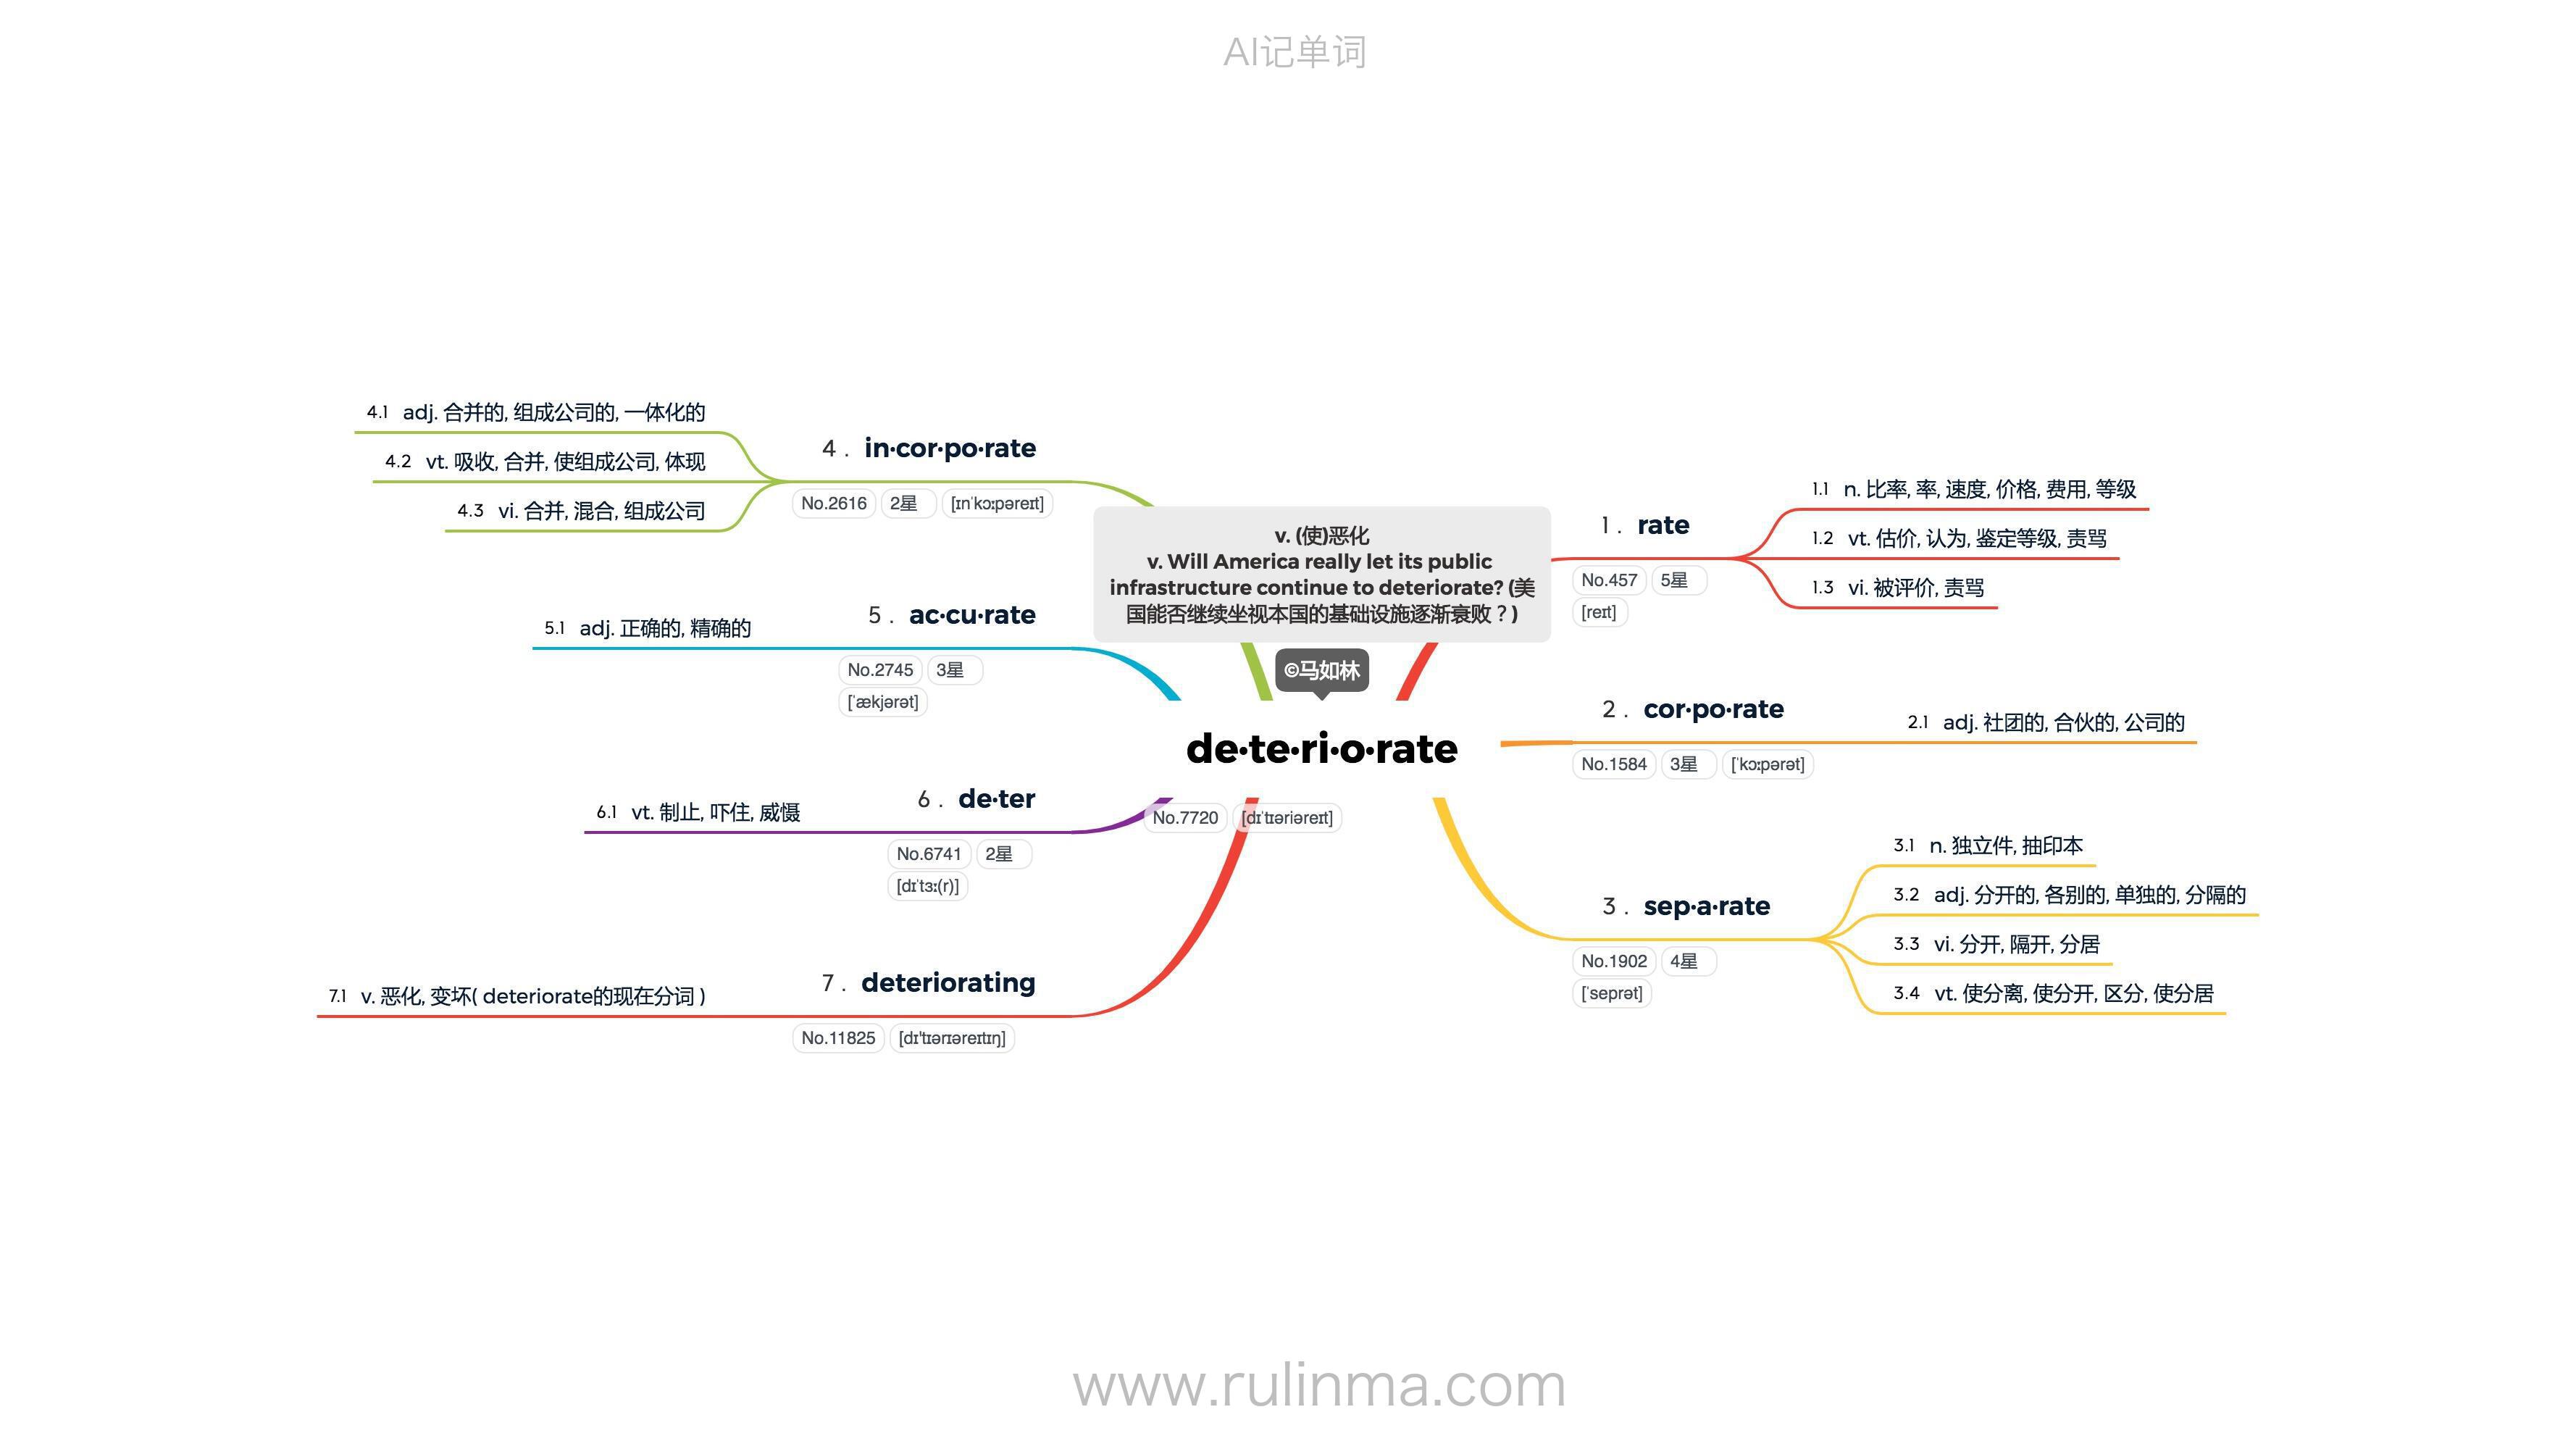 AI记单词
v. (使)恶化
v. Will America really let its public
infrastructure continue to deteriorate? (美
国能否继续坐视本国的基础设施逐渐衰败？)
©马如林
de·te·ri·o·rate
No.7720 [dɪˈtɪəriəreɪt]
1 . rate
No.457 5星
[reɪt]
1.1 n. 比率, 率, 速度, 价格, 费用, 等级
1.2 vt. 估价, 认为, 鉴定等级, 责骂
1.3 vi. 被评价, 责骂
2 . cor·po·rate
No.1584 3星 [ˈkɔːpərət]
2.1 adj. 社团的, 合伙的, 公司的
3 . sep·a·rate
No.1902 4星
[ˈseprət]
3.1 n. 独立件, 抽印本
3.2 adj. 分开的, 各别的, 单独的, 分隔的
3.3 vi. 分开, 隔开, 分居
3.4 vt. 使分离, 使分开, 区分, 使分居
4 . in·cor·po·rate
No.2616 2星 [ɪnˈkɔːpəreɪt]
4.1 adj. 合并的, 组成公司的, 一体化的
4.2 vt. 吸收, 合并, 使组成公司, 体现
4.3 vi. 合并, 混合, 组成公司
5 . ac·cu·rate
No.2745 3星
[ˈækjərət]
5.1 adj. 正确的, 精确的
6 . de·ter
No.6741 2星
[dɪˈtɜː(r)]
6.1 vt. 制止, 吓住, 威慑
7 . deteriorating
No.11825 [dɪ'tɪərɪəreɪtɪŋ]
7.1 v. 恶化, 变坏( deteriorate的现在分词 )
www.rulinma.com